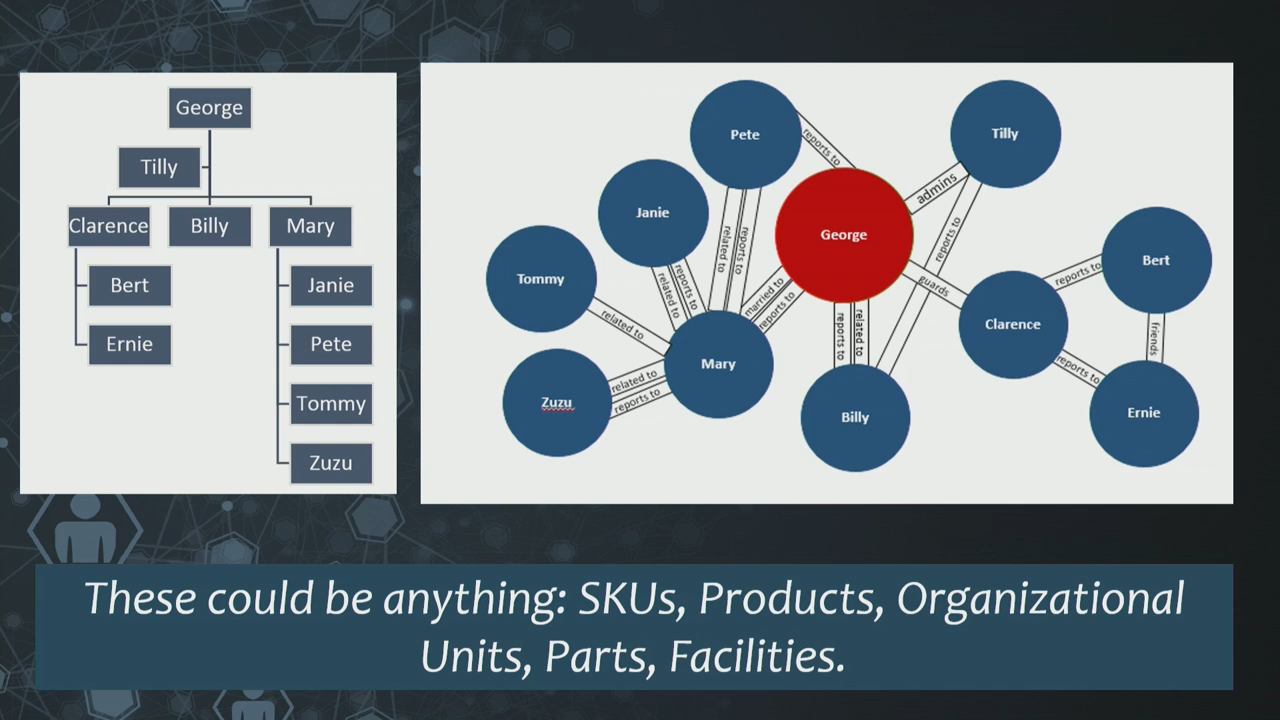 George
Tilly
Clarence
Billy
Mary
Bert
Janie
Ernie
Pete
Tommy
Zuzu
Pete
reports to
Tilly
admins
Janie
George
reports to
related to
reports to
Bert
Tommy
related to
reports to
married to
reports to
guards
reports to
related to
Clarence
friends
reports to
related to
Mary
reports to
related to
reports to
Zuzu
Billy
Ernie
These could be anything: SKUs, Products, Organizational
Units, Parts, Facilities.